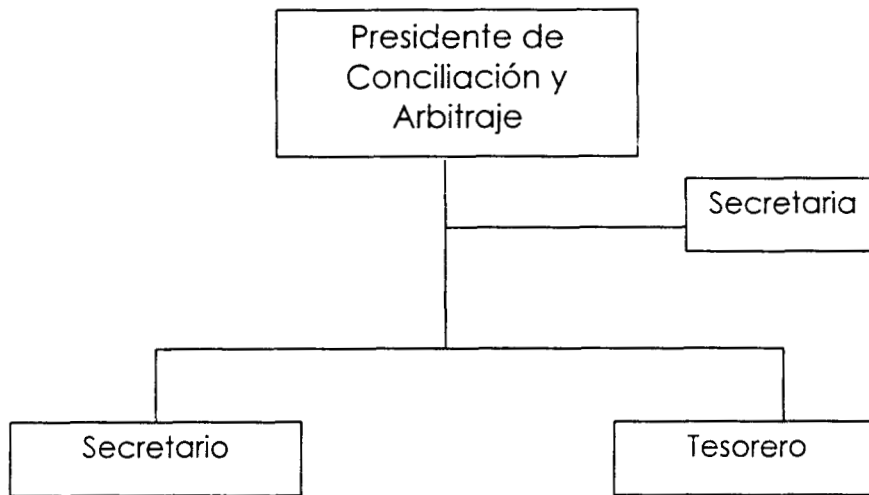 Presidente de
Conciliación y
Arbitraje
Secretaria
Secretario
Tesorero